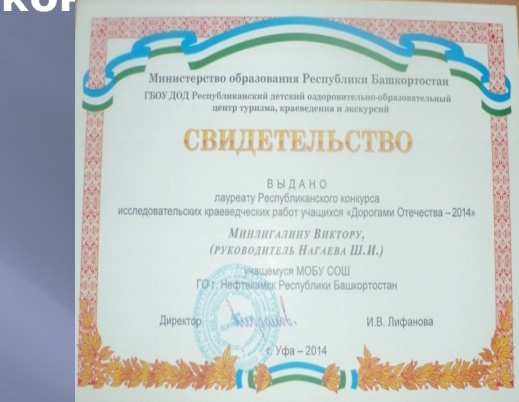 Министерство образования Республики Башкортостан
ГБОУ ДОД Республиканский детский оздоровительно-образовательный
центр туризма, краеведения и экскурсий
СВИДЕТЕЛЬСТВО
ВЫДАНО
лауреату Республиканского конкурса
исследовательских краеведческих работ учащихся «Дорогами Отечества – 2014»
МИНЛИГАЛИНУ ВИКТОРУ,
(РУКОВОДИТЕЛЬ НАГАЕВА Ш.И.)
учащемуся МОБУ СОШ
ГО г. Нефтекамск Республики Башкортостан
Директор И.В. Лифанова
г. Уфа – 2014